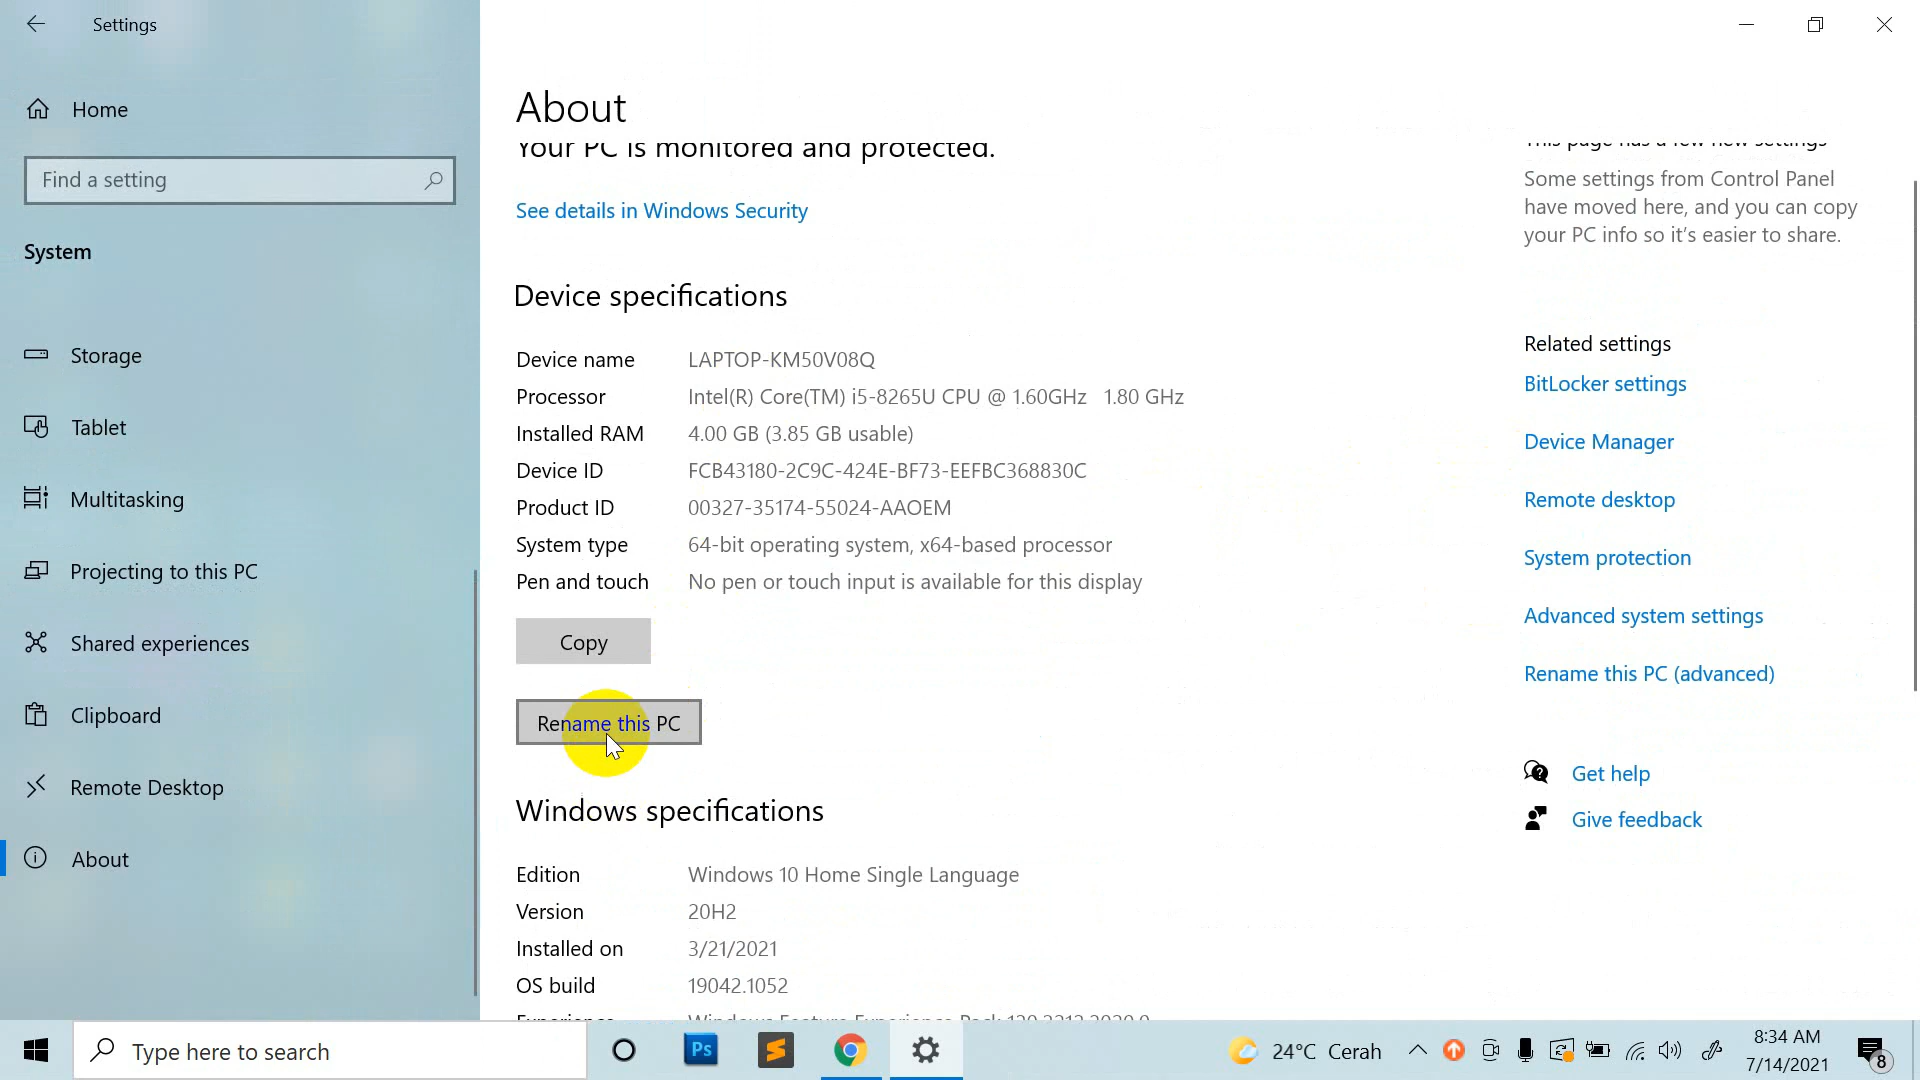 Settings
Home
Find a setting
System
Storage
Tablet
Multitasking
Projecting to this PC
Shared experiences
Clipboard
Remote Desktop
About
About
Your PC is monitored and protected.
See details in Windows Security
Device specifications
Device name LAPTOP-KM50V08Q
Processor Intel(R) Core(TM) i5-8265U CPU @ 1.60GHz 1.80 GHz
Installed RAM 4.00 GB (3.85 GB usable)
Device ID FCB43180-2C9C-424E-BF73-EEFBC368830C
Product ID 00327-35174-55024-AAOEM
System type 64-bit operating system, x64-based processor
Pen and touch No pen or touch input is available for this display
Copy
Rename this PC
Windows specifications
Edition Windows 10 Home Single Language
Version 20H2
Installed on 3/21/2021
OS build 19042.1052
Experience Windows Feature Experience Pack
This page has a few new settings
Some settings from Control Panel
have moved here, and you can copy
your PC info so it's easier to share.
Related settings
BitLocker settings
Device Manager
Remote desktop
System protection
Advanced system settings
Rename this PC (advanced)
Get help
Give feedback
Type here to search
Ps
24°C Cerah
8:34 AM
7/14/2021
8